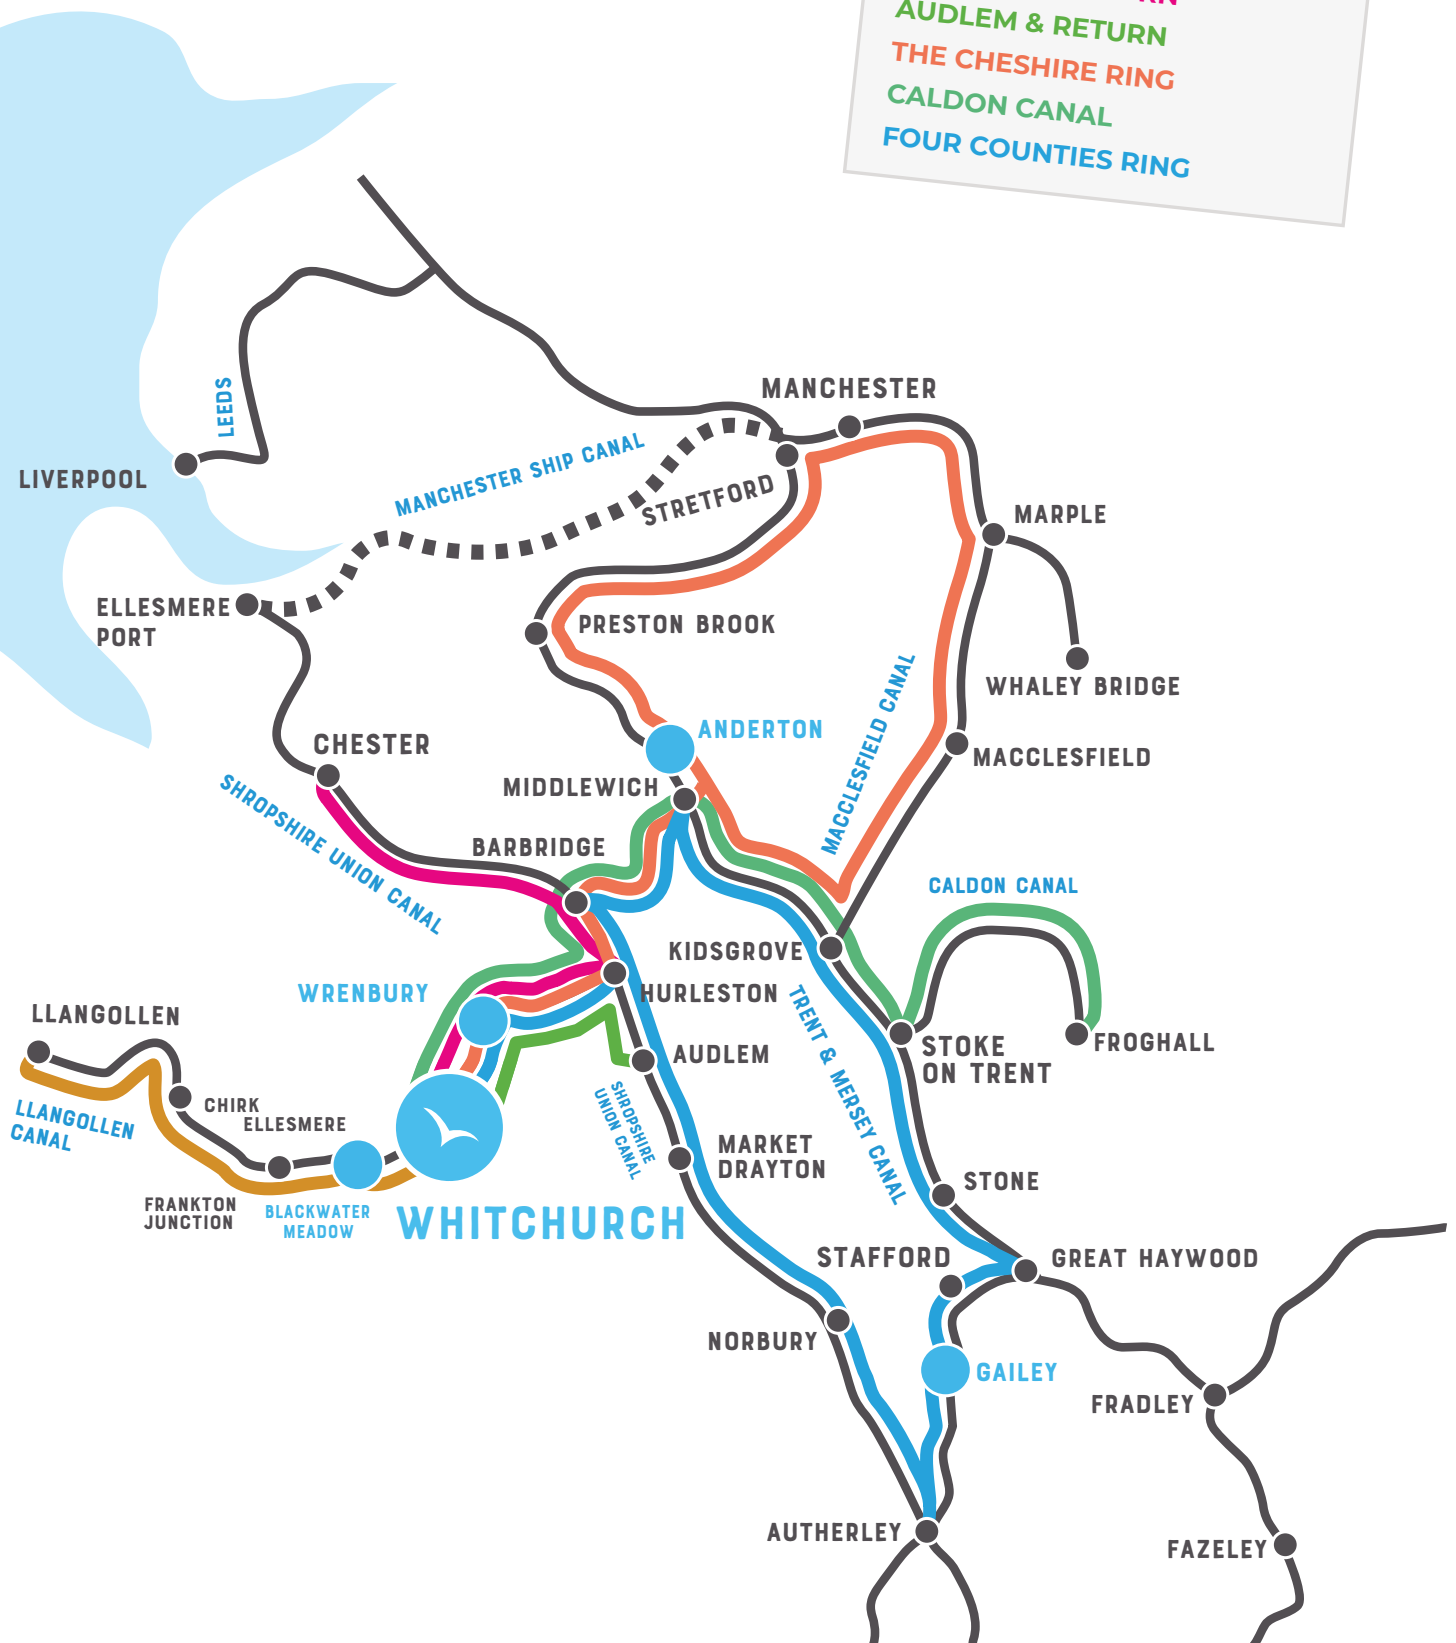 AUDLEM & RETURN
THE CHESHIRE RING
CALDON CANAL
FOUR COUNTIES RING
MANCHESTER
LEEDS
MANCHESTER SHIP CANAL
LIVERPOOL
STRETFORD
MARPLE
ELLESMERE
PORT
PRESTON BROOK
WHALEY BRIDGE
MACCLESFIELD CANAL
ANDERTON
CHESTER
MACCLESFIELD
MIDDLEWICH
SHROPSHIRE UNION CANAL
BARBRIDGE
CALDON CANAL
KIDSGROVE
WRENBURY
HURLESTON
LLANGOLLEN
TRENT & MERSEY CANAL
STOKE
ON TRENT
FROGHALL
AUDLEM
CHIRK
LLANGOLLEN
CANAL
ELLESMERE
SHROPSHIRE
UNION CANAL
MARKET
DRAYTON
STONE
FRANKTON
JUNCTION
BLACKWATER
MEADOW
WHITCHURCH
STAFFORD
GREAT HAYWOOD
NORBURY
GAILEY
FRADLEY
AUTHERLEY
FAZELEY